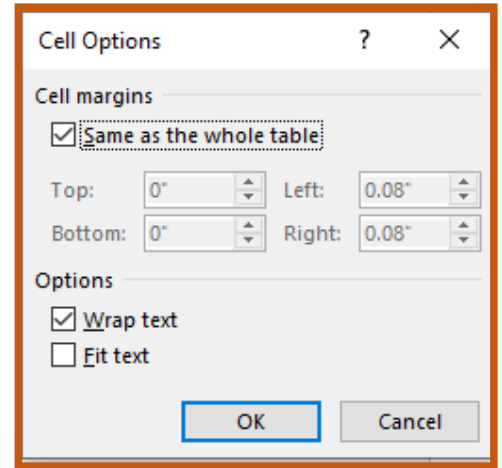 Cell Options ?
Cell margins
Same as the whole table
Top: 0" Left: 0.08"
Bottom: 0" Right: 0.08"
Options
Wrap text
Fit text
OK Cancel